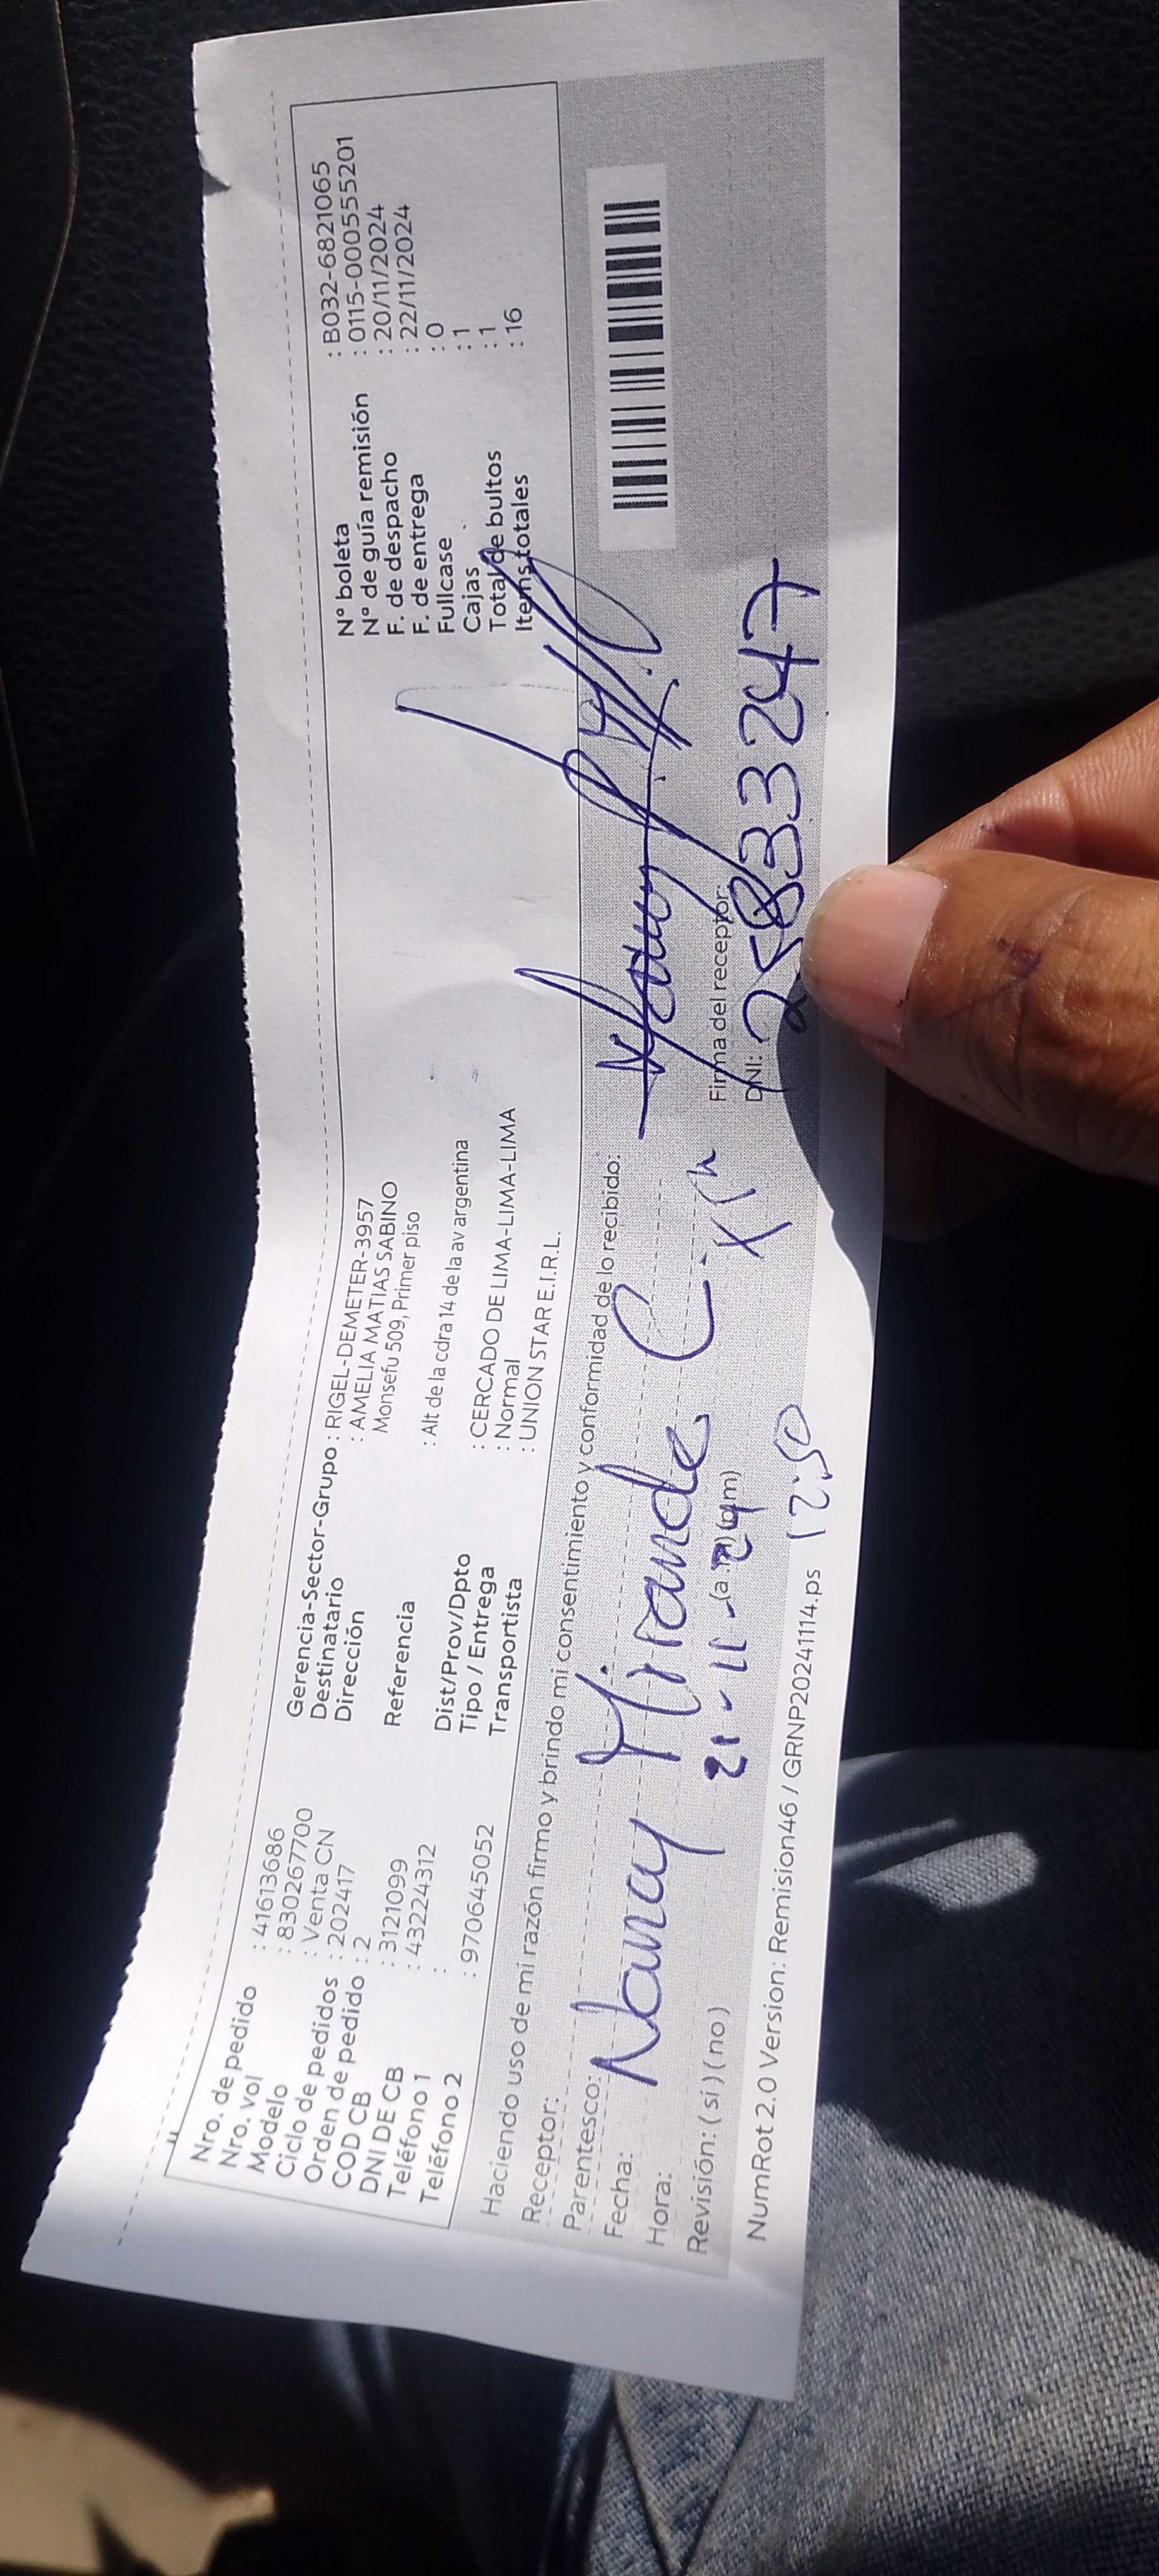 Nro. de pedido : 41613686
Nro. vol : 830267700
Modelo : Venta CN
Ciclo de pedidos : 202417
Orden de pedido : 2
COD CB : 3121099
DNI DE CB : 43224312
Teléfono 1 :
Teléfono 2 : 970645052
Gerencia-Sector-Grupo : RIGEL-DEMETER-3957
Destinatario : AMELIA MATIAS SABINO
Dirección Monsefu 509, Primer piso
Referencia : Alt de la cdra 14 de la av argentina
Dist/Prov/Dpto : CERCADO DE LIMA-LIMA-LIMA
Tipo / Entrega : Normal
Transportista : UNION STAR E.I.R.L.
N° boleta : B032-6821065
N° de guía remisión : 0115-000555201
F. de despacho : 20/11/2024
F. de entrega : 22/11/2024
Fullcase : 0
Cajas : 1
Total de bultos : 1
Items totales : 16
Haciendo uso de mi razón firmo y brindo mi consentimiento y conformidad de lo recibido:
Receptor:
Parentesco: Nancy Miranda C.
Fecha: 21-11-24
Hora: (a.m) (p.m)
Revisión: ( si ) ( no )
12:50
Firma del receptor:
DNI: 25833247
NumRot 2.0 Version: Remision46 / GRNP20241114.ps